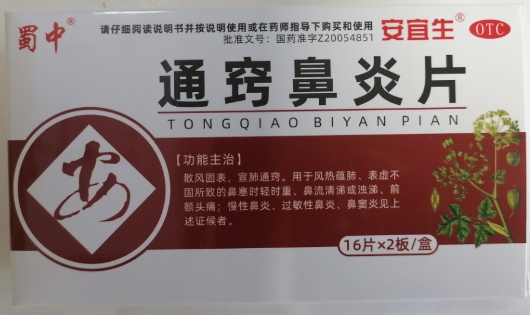 蜀中®
请仔细阅读说明书并按说明使用或在药师指导下购买和使用
批准文号：国药准字Z20054851
安宜生®
OTC
通窍鼻炎片
TONGQIAO BIYAN PIAN
安
【功能主治】
散风固表，宣肺通窍。用于风热蕴肺、表虚不
固所致的鼻塞时轻时重、鼻流清涕或浊涕、前
额头痛；慢性鼻炎、过敏性鼻炎、鼻窦炎见上
述证候者。
16片×2板/盒